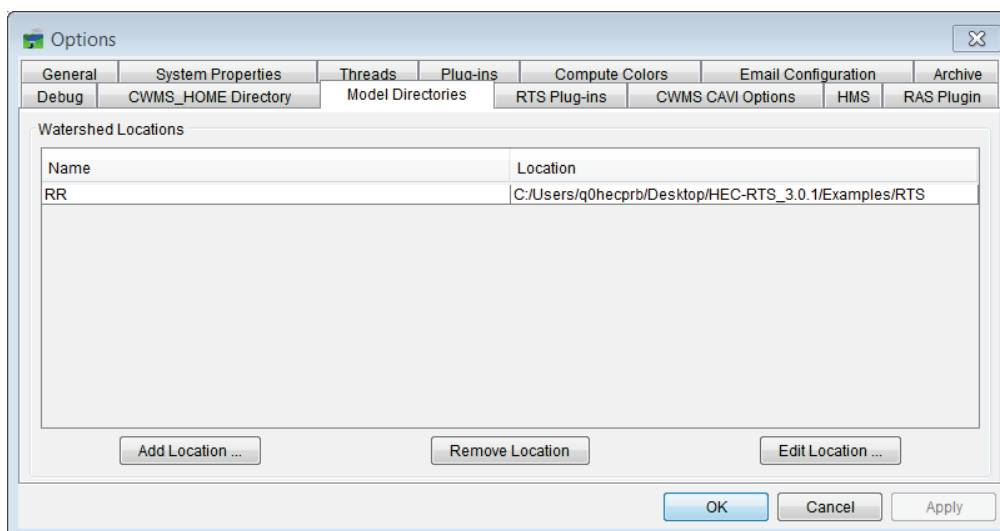 Options
General System Properties Threads Plug-ins Compute Colors Email Configuration Archive
Debug CWMS_HOME Directory Model Directories RTS Plug-ins CWMS CAVI Options HMS RAS Plugin
Watershed Locations
Name Location
RR C:/Users/q0hecprb/Desktop/HEC-RTS_3.0.1/Examples/RTS
Add Location ... Remove Location Edit Location ...
OK Cancel Apply